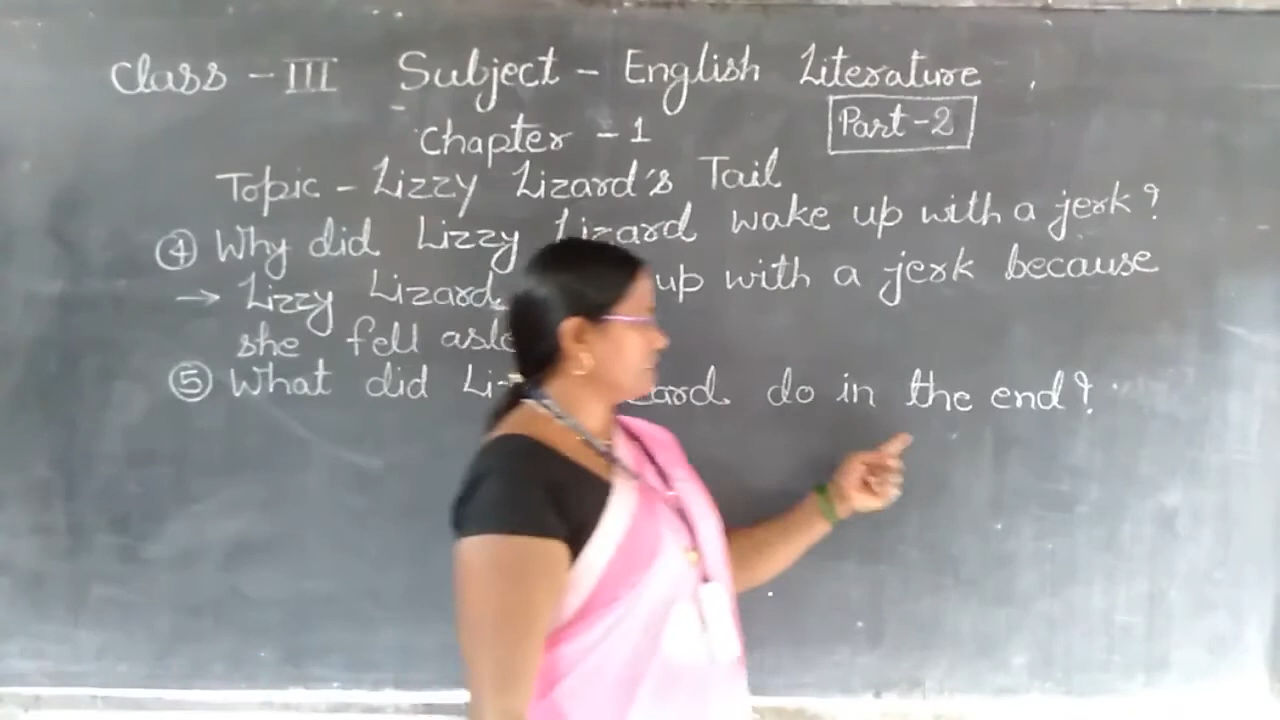 Class - III Subject - English Literature
Chapter - 1 Part-2
Topic - Lizzy Lizard's Tail
④ Why did Lizzy Lizard wake up with a jerk?
→ Lizzy Lizard up with a jerk because
she fell
⑤ What did do in the end?